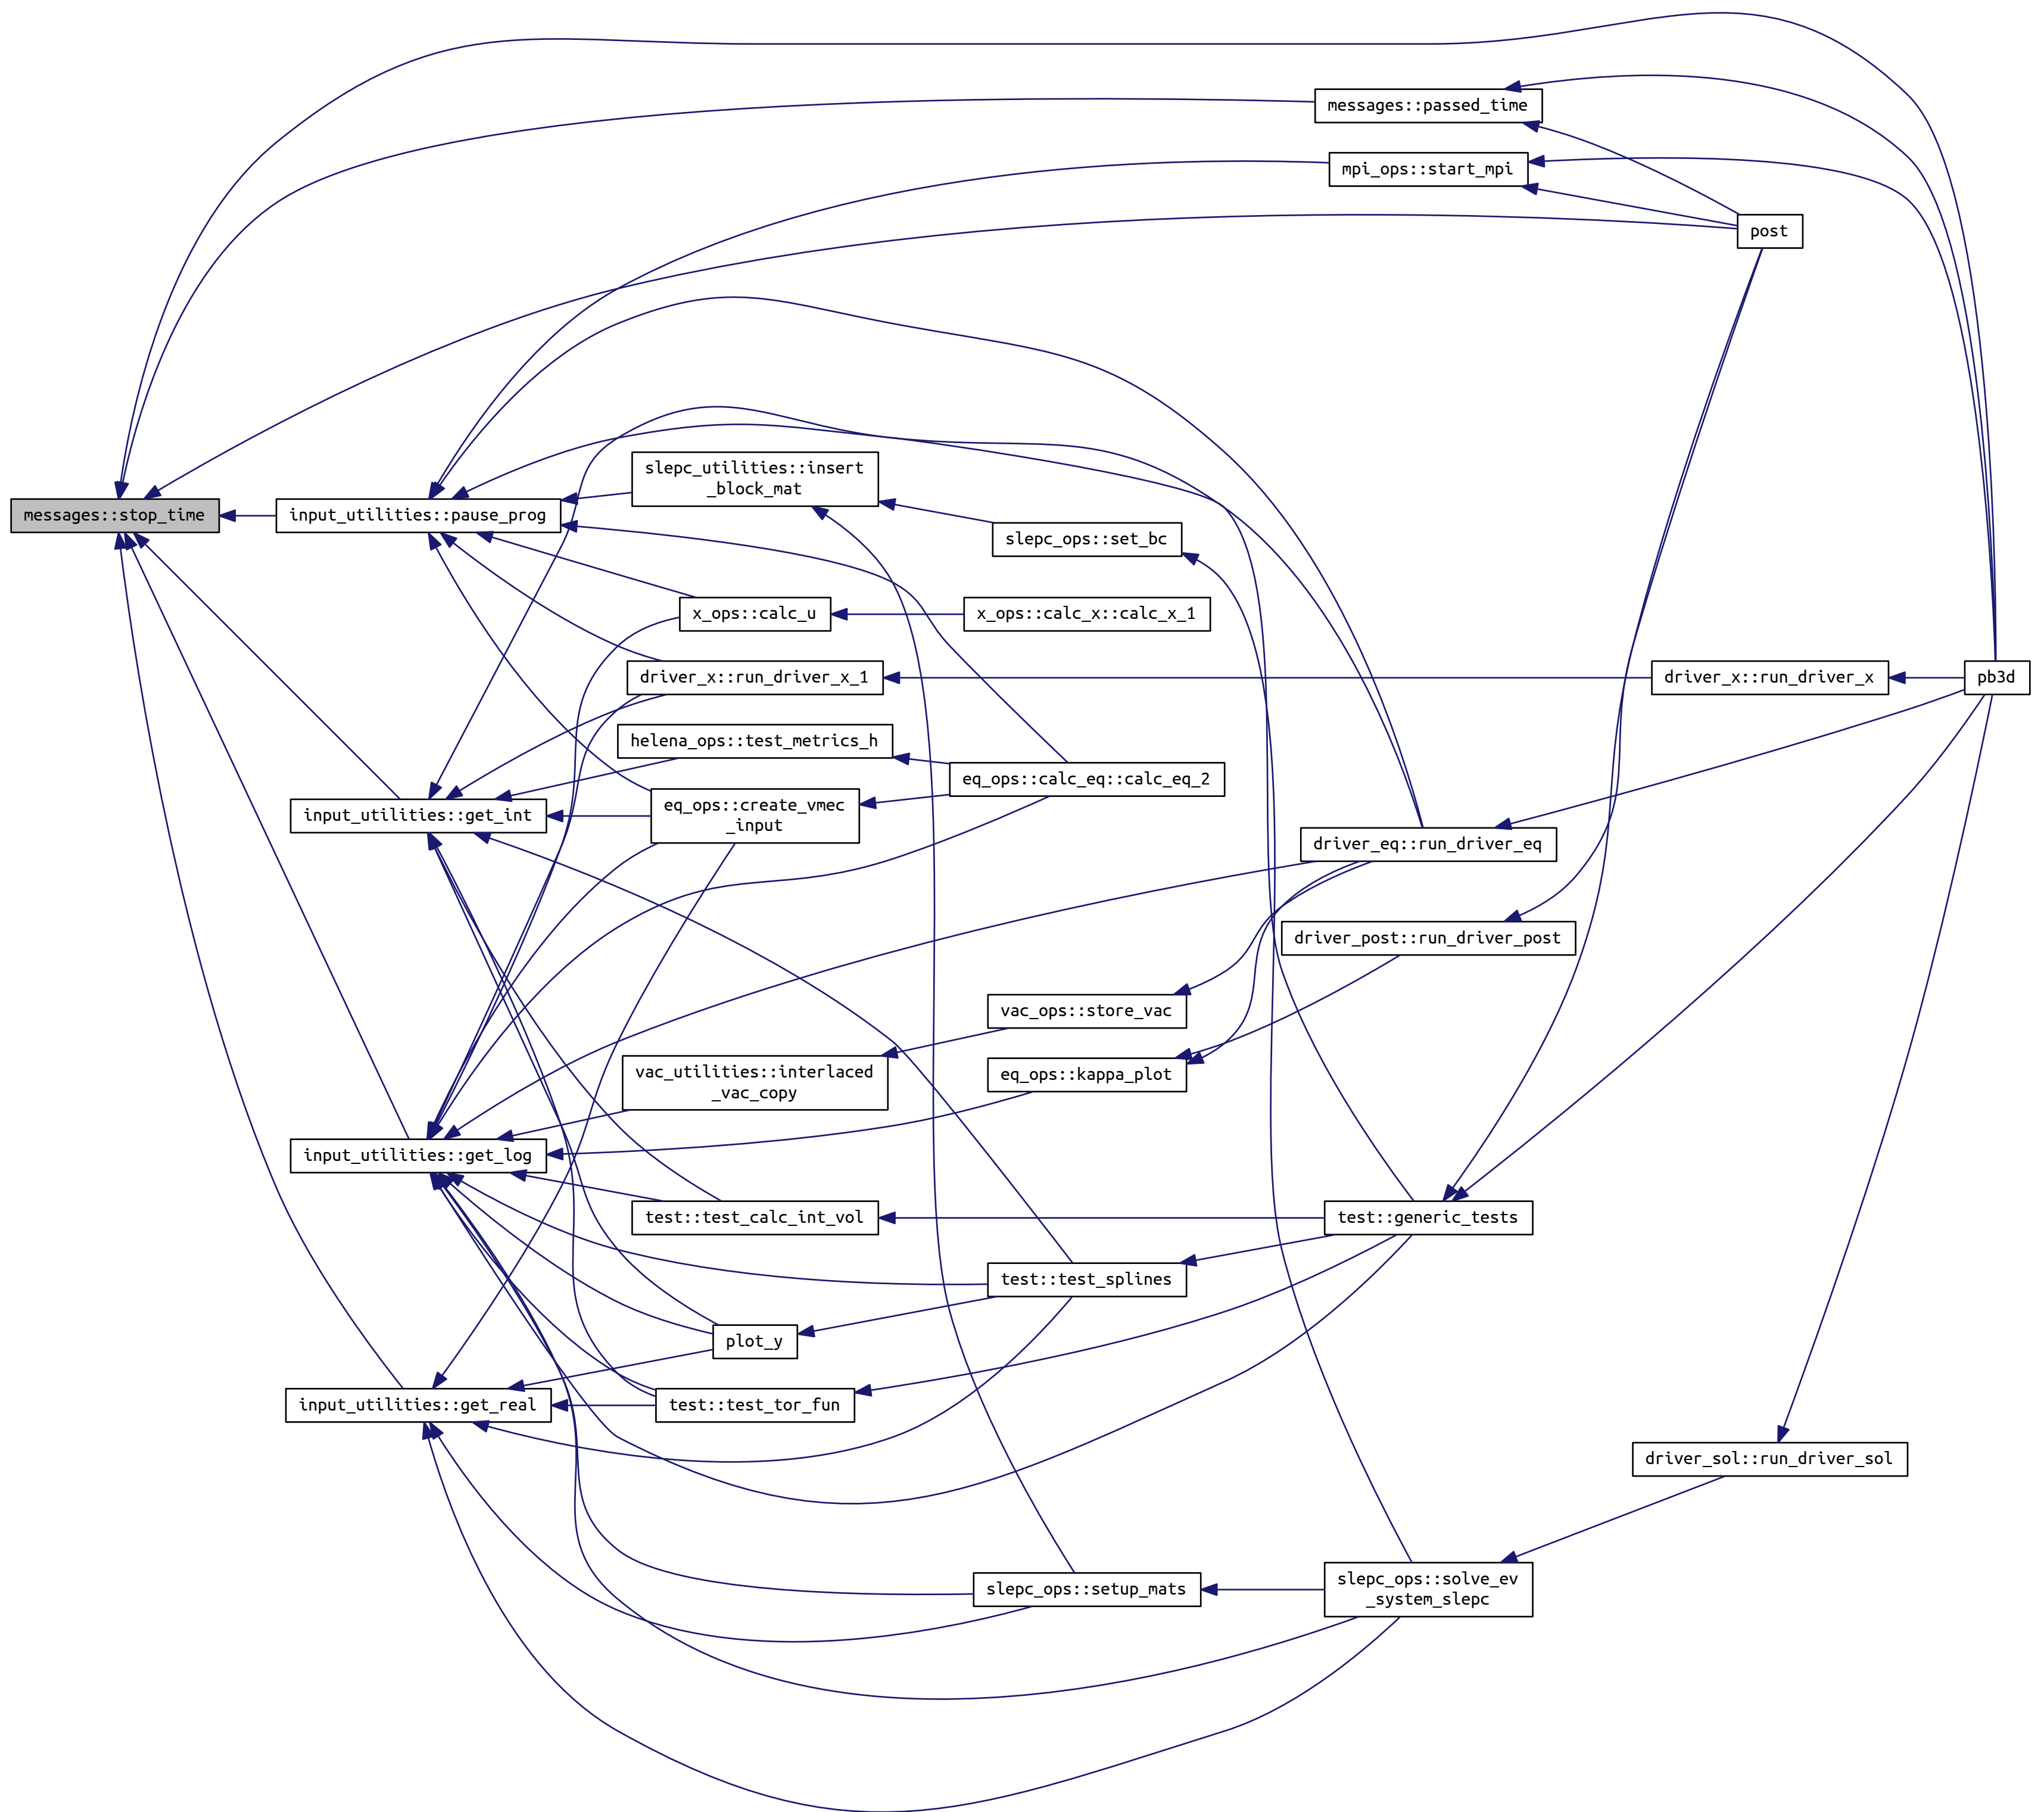 messages::passed_time
mpi_ops::start_mpi
post
slepc_utilities::insert
_block_mat
messages::stop_time
input_utilities::pause_prog
slepc_ops::set_bc
x_ops::calc_u
x_ops::calc_x::calc_x_1
driver_x::run_driver_x_1
driver_x::run_driver_x
pb3d
helena_ops::test_metrics_h
eq_ops::calc_eq::calc_eq_2
input_utilities::get_int
eq_ops::create_vmec
_input
driver_eq::run_driver_eq
driver_post::run_driver_post
vac_ops::store_vac
vac_utilities::interlaced
_vac_copy
eq_ops::kappa_plot
input_utilities::get_log
test::test_calc_int_vol
test::generic_tests
test::test_splines
plot_y
input_utilities::get_real
test::test_tor_fun
driver_sol::run_driver_sol
slepc_ops::setup_mats
slepc_ops::solve_ev
_system_slepc